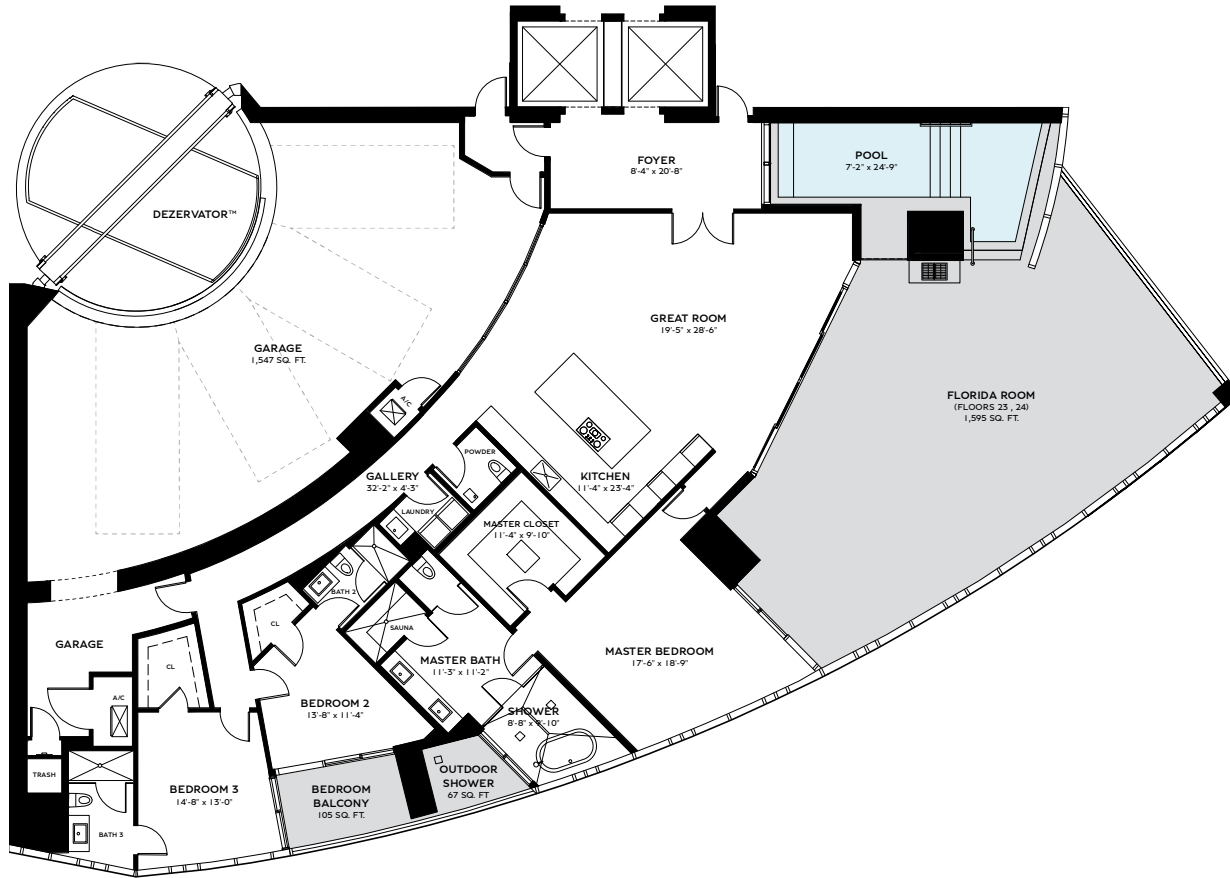 FOYER
8'-4" x 20'-8"
POOL
7'-2" x 24'-9"
DEZERVATOR™
GREAT ROOM
19'-5" x 28'-6"
GARAGE
1,547 SQ. FT.
FLORIDA ROOM
(FLOORS 23 , 24)
1,595 SQ. FT.
A/C
POWDER
GALLERY
32'-2" x 4'-3"
KITCHEN
11'-4" x 23'-4"
LAUNDRY
MASTER CLOSET
11'-4" x 9'-10"
BATH 2
CL
SAUNA
GARAGE
CL
MASTER BATH
11'-3" x 11'-2"
MASTER BEDROOM
17'-6" x 18'-9"
A/C
BEDROOM 2
13'-8" x 11'-4"
SHOWER
8'-8" x 9'-10"
TRASH
BEDROOM 3
14'-8" x 13'-0"
BEDROOM
BALCONY
105 SQ. FT.
OUTDOOR
SHOWER
67 SQ. FT
BATH 3